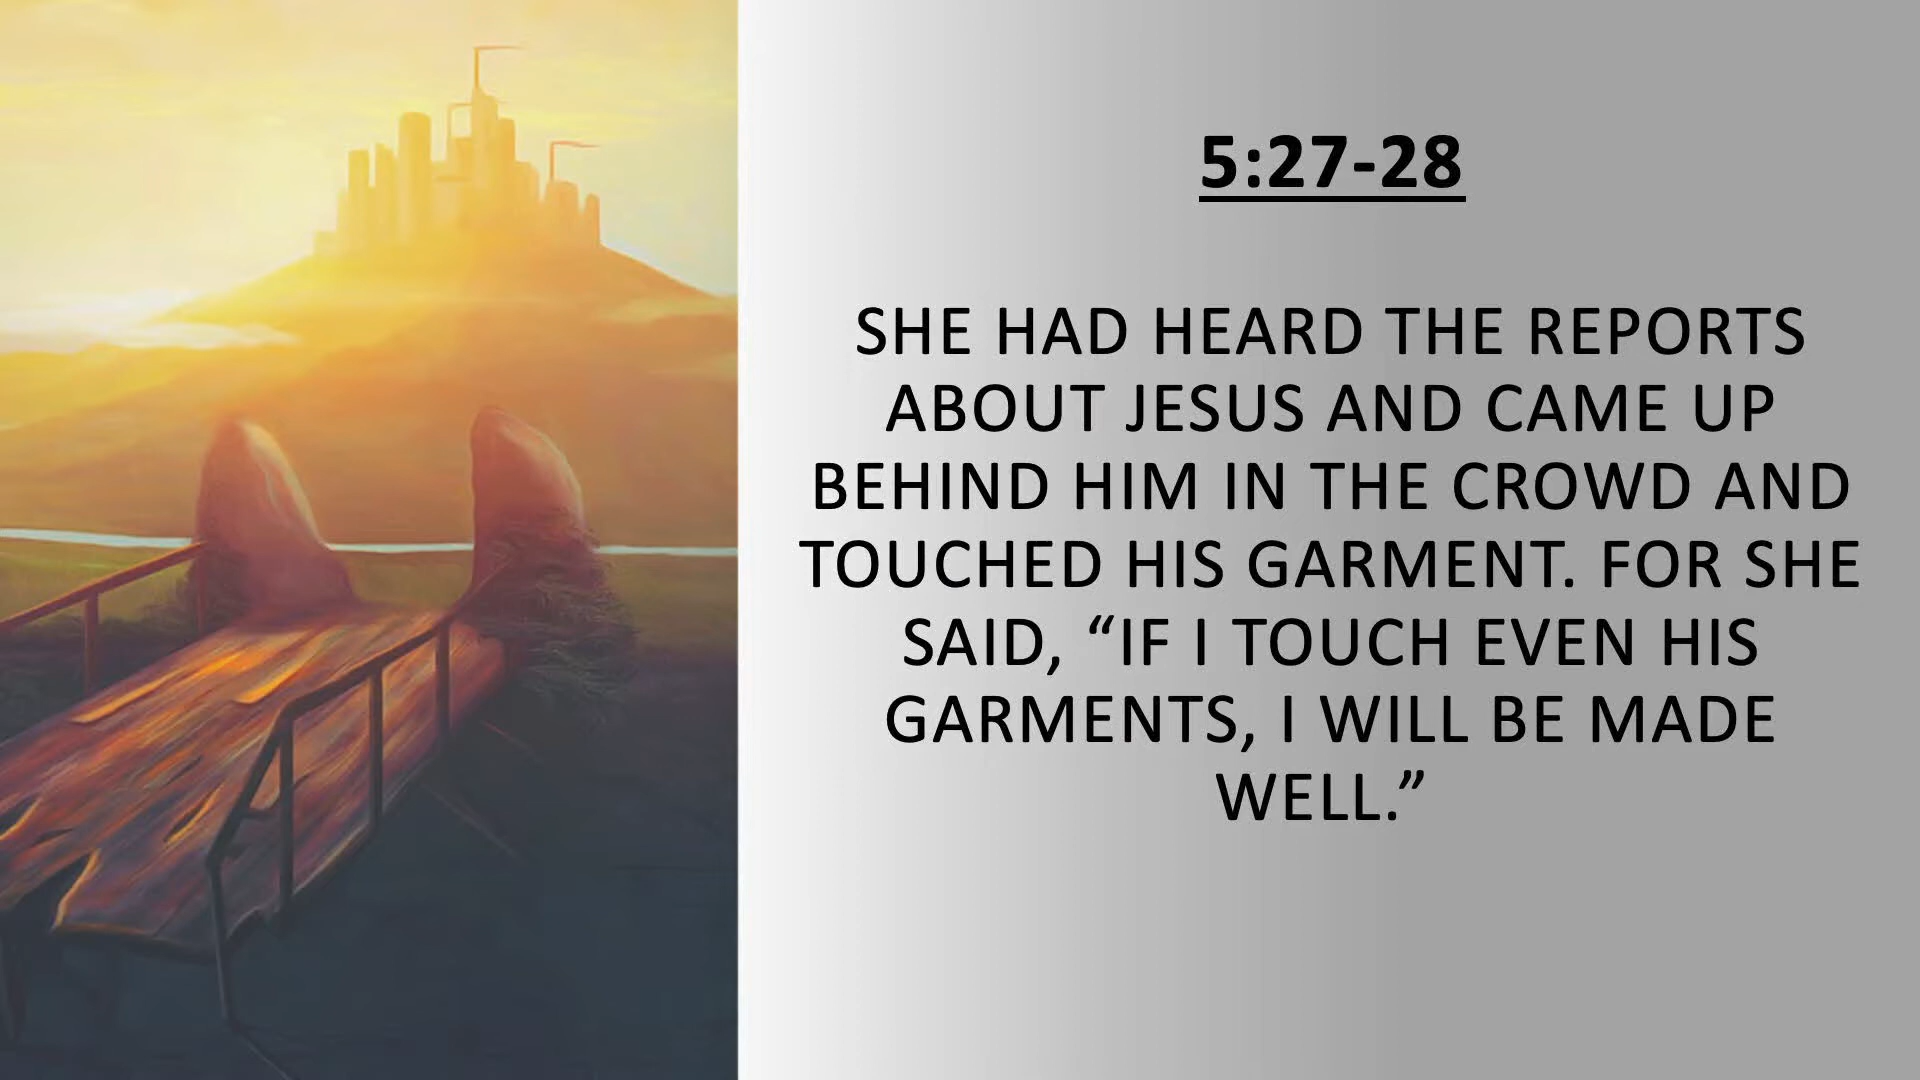 5:27-28
SHE HAD HEARD THE REPORTS
ABOUT JESUS AND CAME UP
BEHIND HIM IN THE CROWD AND
TOUCHED HIS GARMENT. FOR SHE
SAID, “IF I TOUCH EVEN HIS
GARMENTS, I WILL BE MADE
WELL.”